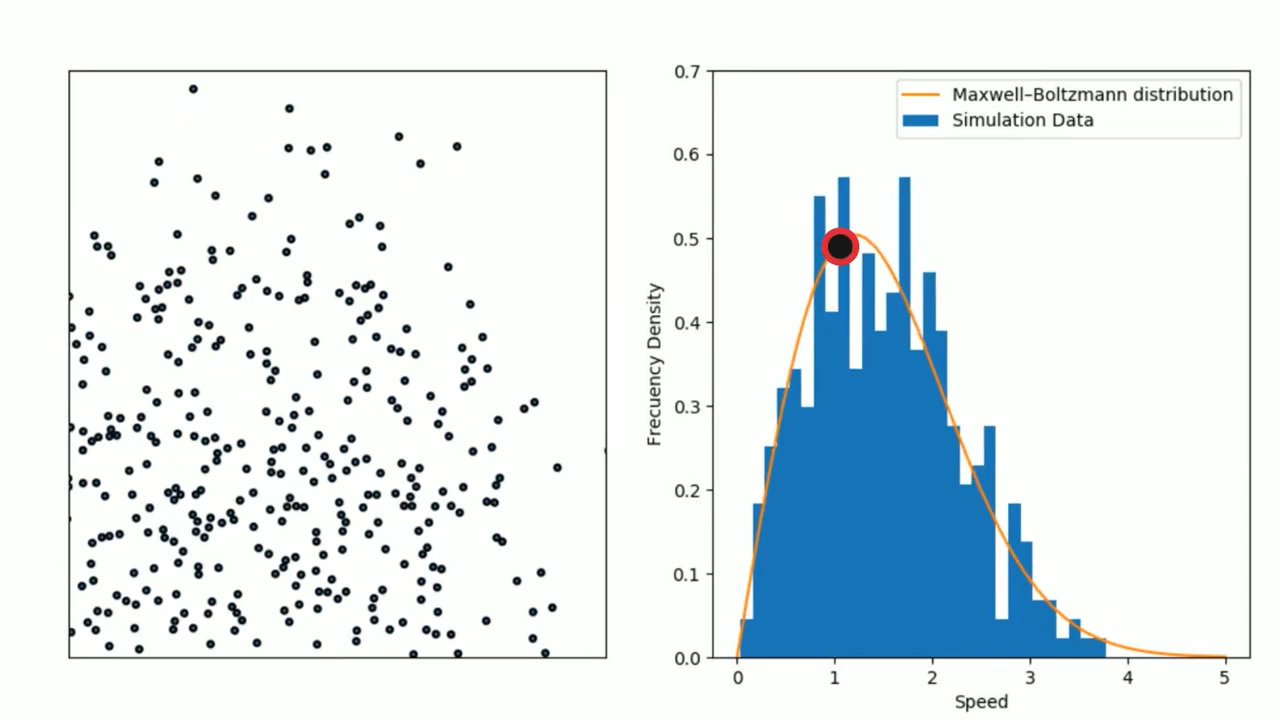 0.7
0.6
0.5
0.4
0.3
0.2
0.1
0.0
Frecuency Density
Maxwell–Boltzmann distribution
Simulation Data
0 1 2 3 4 5
Speed